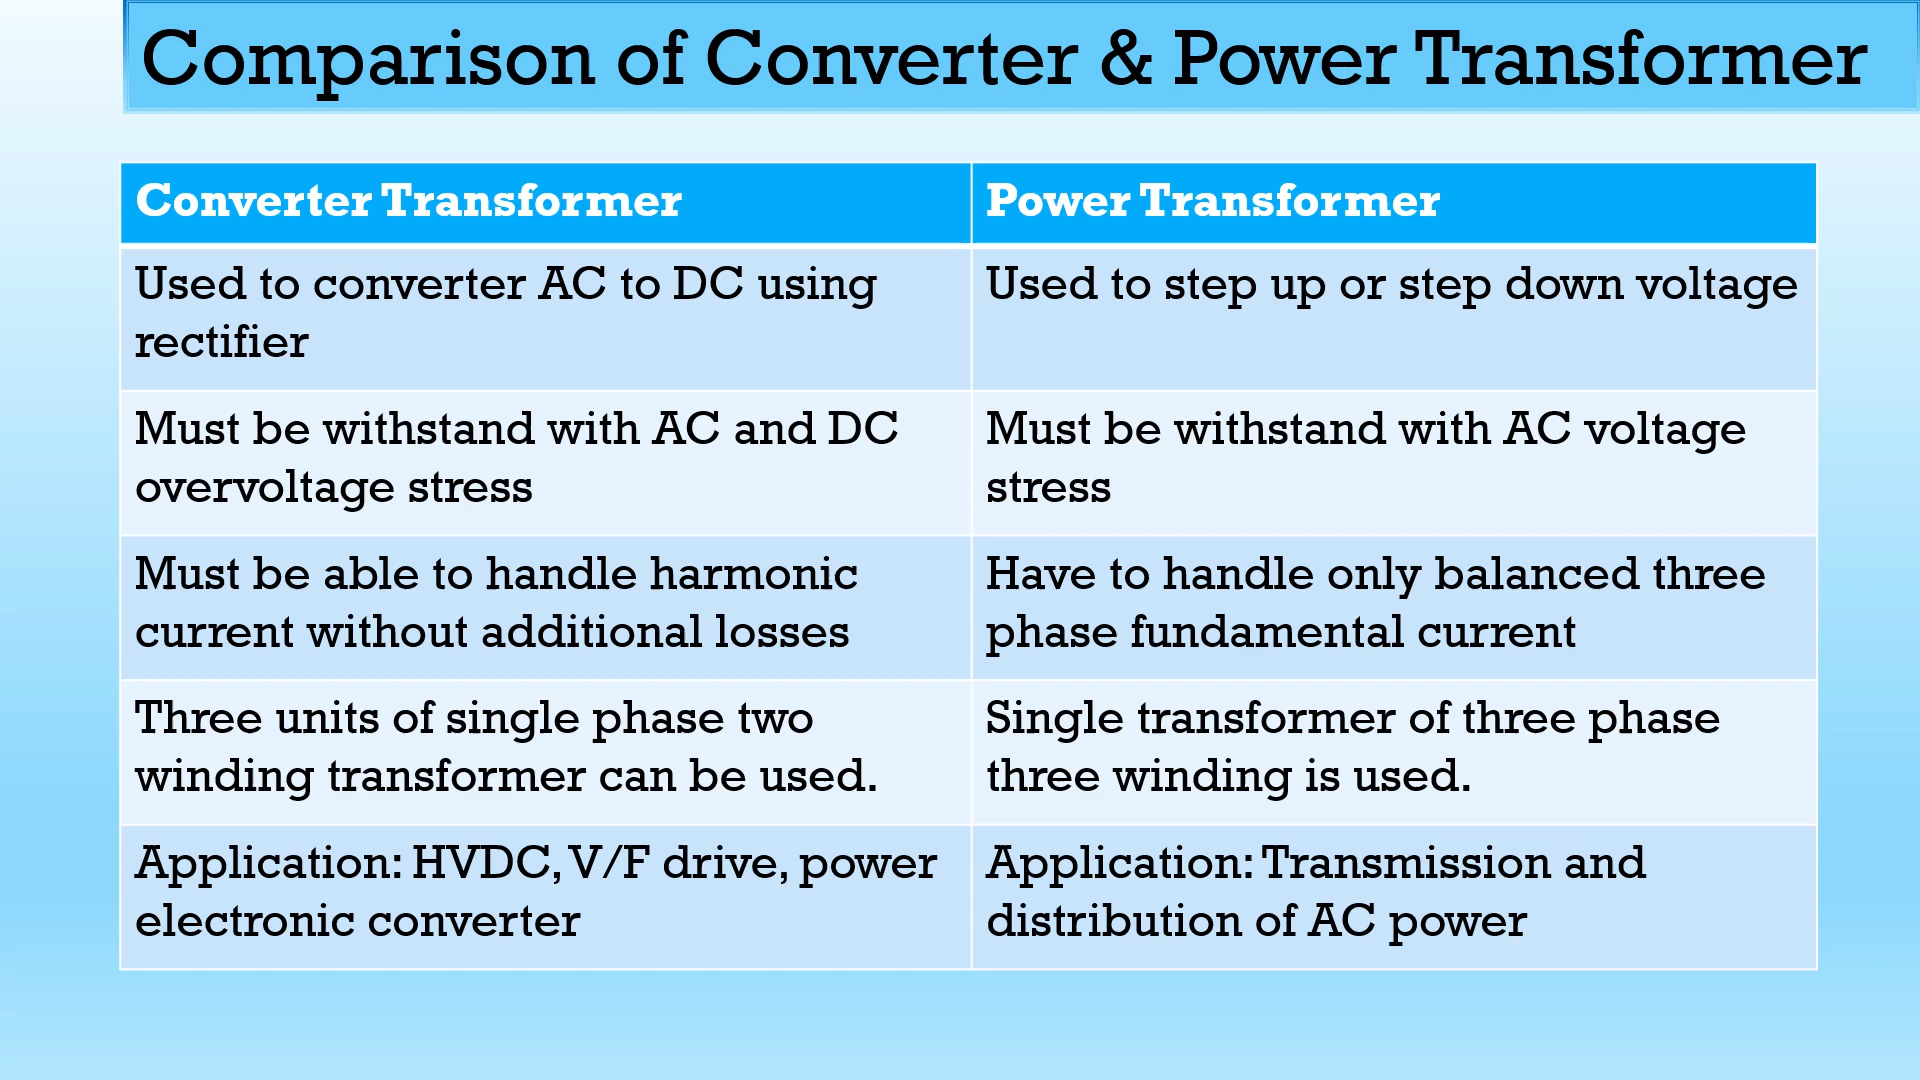 Comparison of Converter & Power Transformer
Converter Transformer
Power Transformer
Used to converter AC to DC using
rectifier
Used to step up or step down voltage
Must be withstand with AC and DC
overvoltage stress
Must be withstand with AC voltage
stress
Must be able to handle harmonic
current without additional losses
Have to handle only balanced three
phase fundamental current
Three units of single phase two
winding transformer can be used.
Single transformer of three phase
three winding is used.
Application: HVDC, V/F drive, power
electronic converter
Application: Transmission and
distribution of AC power